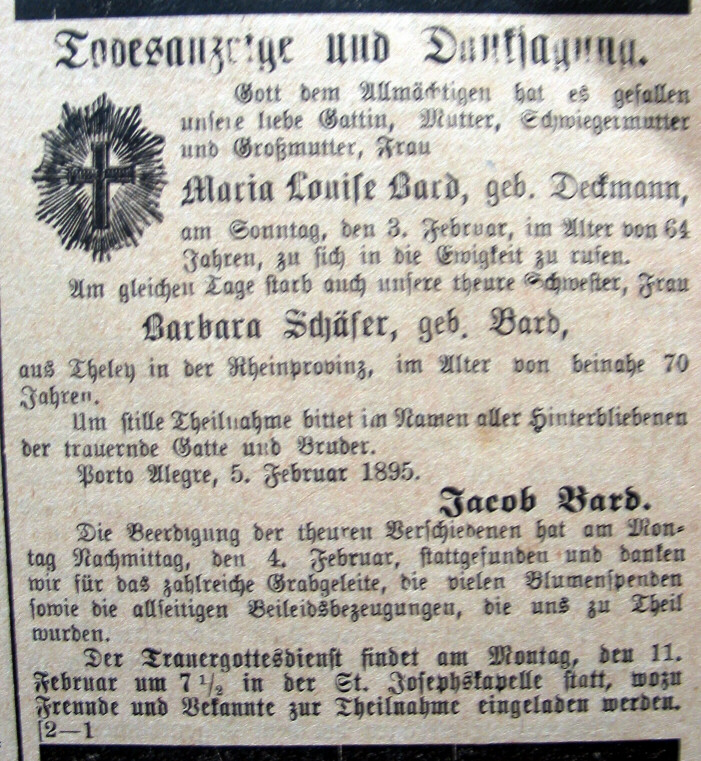 Todesanzeige und Danksagung.
Gott dem Allmächtigen hat es gefallen
unsere liebe Gattin, Mutter, Schwiegermutter
und Großmutter, Frau
Maria Louise Bard, geb. Deckmann,
am Sonntag, den 3. Februar, im Alter von 64
Jahren, zu sich in die Ewigkeit zu rufen.
Am gleichen Tage starb auch unsere theure Schwester, Frau
Barbara Schäfer, geb. Bard,
aus Theley in der Rheinprovinz, im Alter von beinahe 70
Jahren.
Um stille Theilnahme bittet im Namen aller Hinterbliebenen
der trauernde Gatte und Bruder.
Porto Alegre, 5. Februar 1895.
Jacob Bard.
Die Beerdigung der theuren Verschiedenen hat am Mon-
tag Nachmittag, den 4. Februar, stattgefunden und danken
wir für das zahlreiche Grabgeleite, die vielen Blumenspenden
sowie die allseitigen Beileidsbezeugungen, die uns zu Theil
wurden.
Der Trauergottesdienst findet am Montag, den 11.
Februar um 7 1/2 in der St. Josephskapelle statt, wozu
Freunde und Bekannte zur Theilnahme eingeladen werden.
[2—1